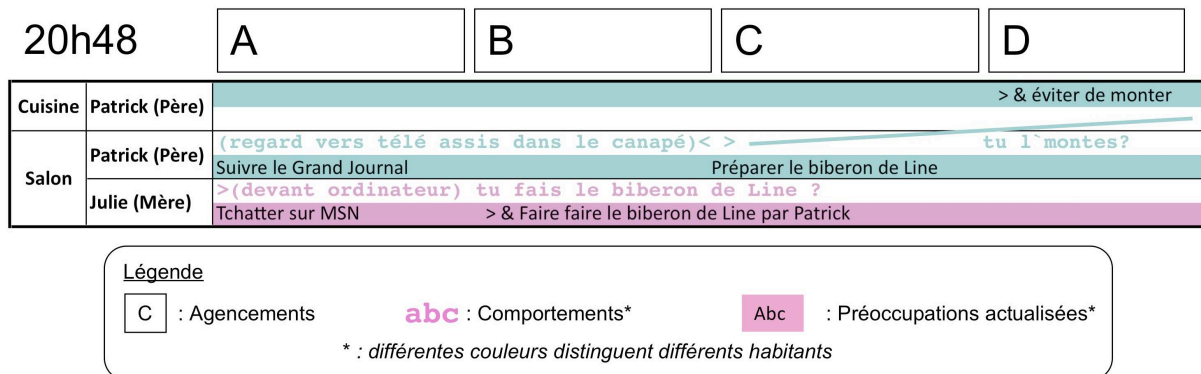 20h48 A B C D
Cuisine Patrick (Père) > & éviter de monter
Salon Patrick (Père) (regard vers télé assis dans le canapé)< > tu l`montes?
Suivre le Grand Journal Préparer le biberon de Line
Julie (Mère) >(devant ordinateur) tu fais le biberon de Line ?
Tchatter sur MSN > & Faire faire le biberon de Line par Patrick
Légende
C : Agencements abc : Comportements* Abc : Préoccupations actualisées*
* : différentes couleurs distinguent différents habitants